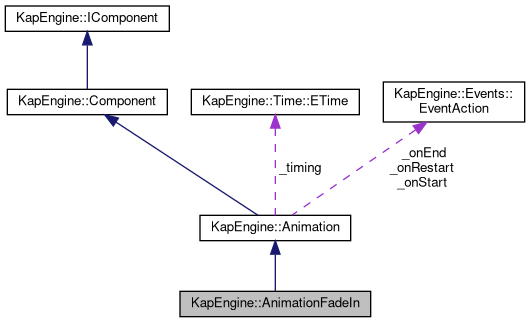 KapEngine::IComponent
KapEngine::Component
KapEngine::Time::ETime
KapEngine::Events::
EventAction
_timing
_onEnd
_onRestart
_onStart
KapEngine::Animation
KapEngine::AnimationFadeIn